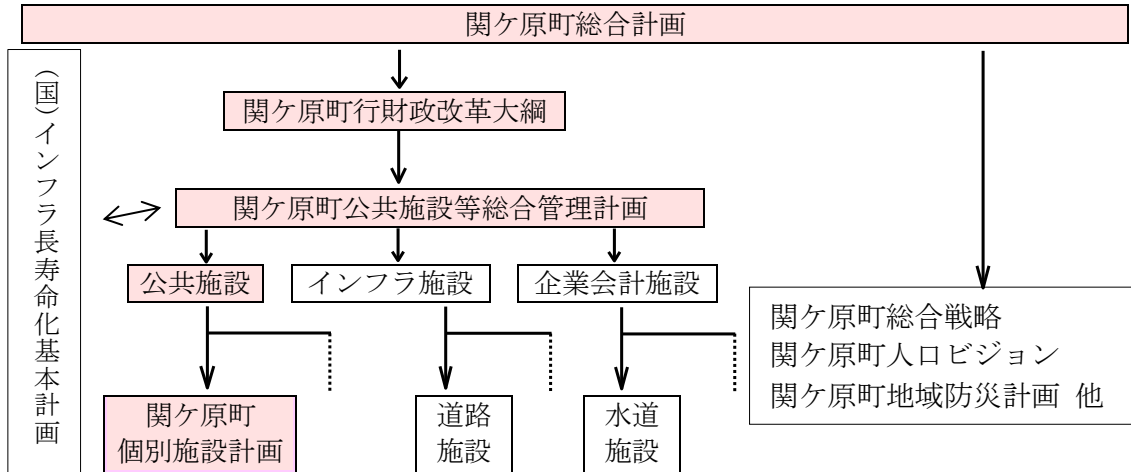 関ケ原町総合計画
(国)インフラ長寿命化基本計画
関ケ原町行財政改革大綱
関ケ原町公共施設等総合管理計画
公共施設
インフラ施設
企業会計施設
関ケ原町総合戦略
関ケ原町人口ビジョン
関ケ原町地域防災計画 他
関ケ原町
個別施設計画
道路
施設
水道
施設